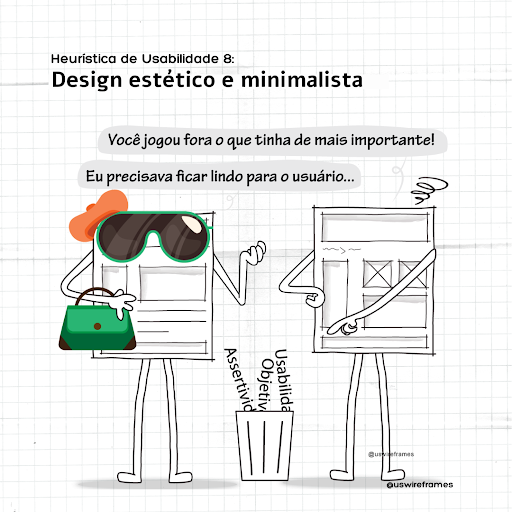 Heurística de Usabilidade 8:
Design estético e minimalista
Você jogou fora o que tinha de mais importante!
Eu precisava ficar lindo para o usuário...
Assertivid
Objetiv
Usabilida
@uswireframes
@uswireframes